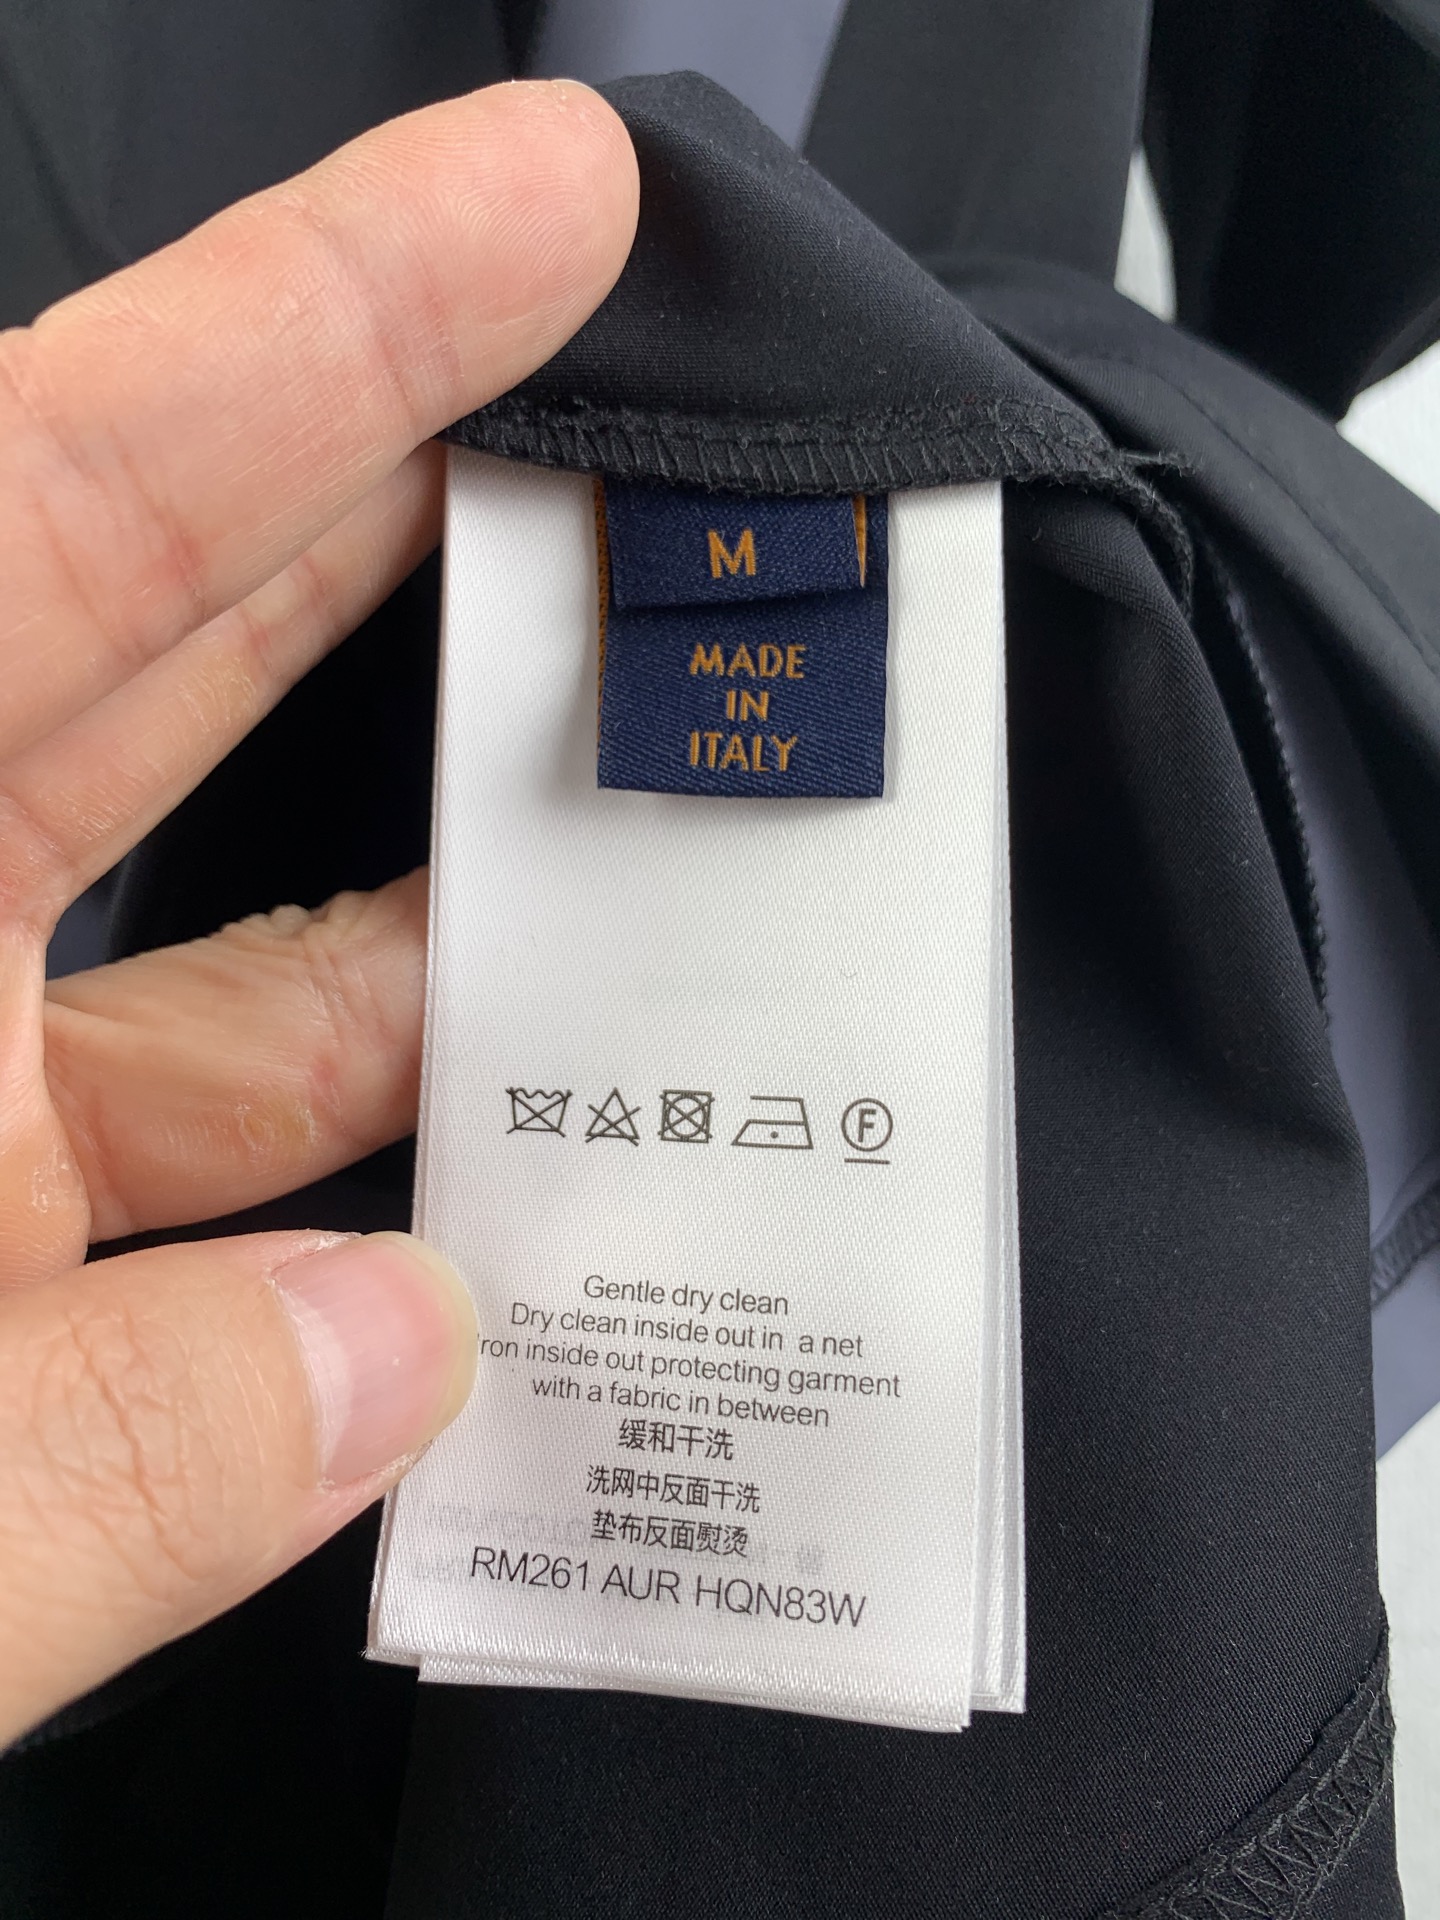 M
MADE
IN
ITALY
F
Gentle dry clean
Dry clean inside out in a net
Iron inside out protecting garment
with a fabric in between
缓和干洗
洗网中反面干洗
垫布反面熨烫
RM261 AUR HQN83W